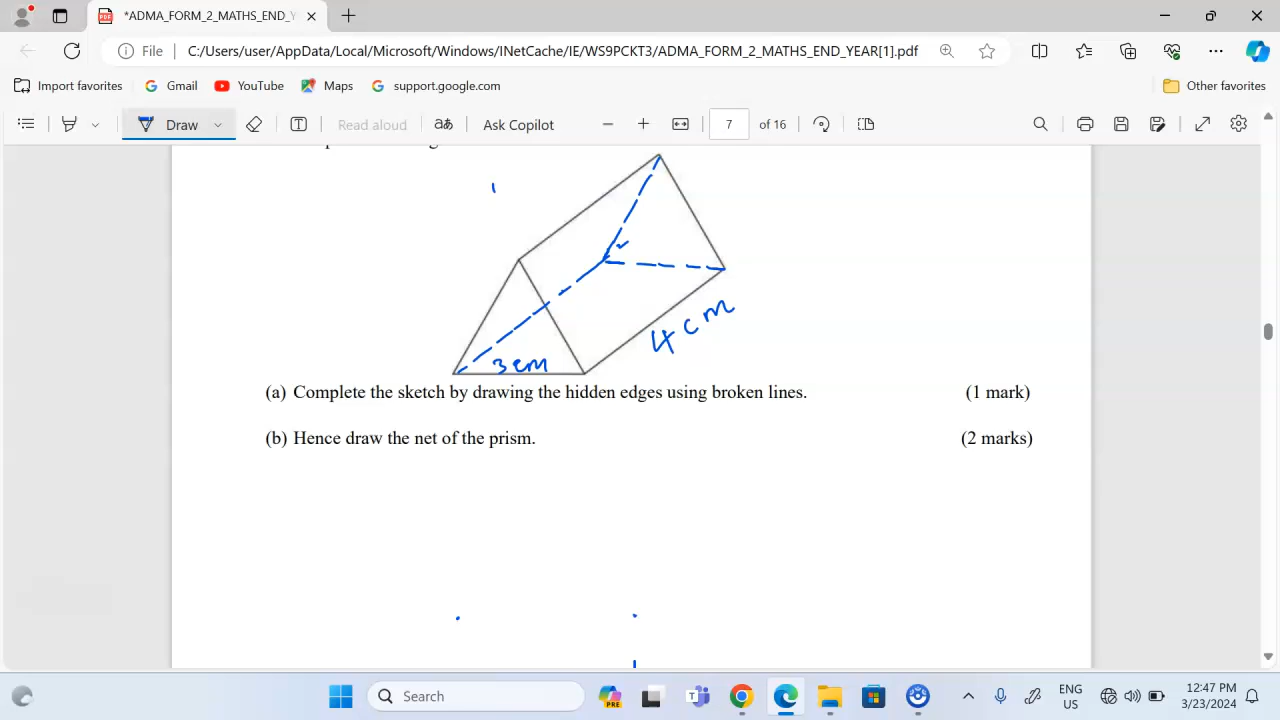 *ADMA_FORM_2_MATHS_END_Y
File
C:/Users/user/AppData/Local/Microsoft/Windows/INetCache/IE/WS9PCKT3/ADMA_FORM_2_MATHS_END_YEAR[1].pdf
Import favorites
Gmail
YouTube
Maps
support.google.com
Other favorites
Draw
Read aloud
aあ
Ask Copilot
7
of 16
3cm
4cm
(a) Complete the sketch by drawing the hidden edges using broken lines. (1 mark)
(b) Hence draw the net of the prism. (2 marks)
Search
PRE
ENG
US
12:47 PM
3/23/2024